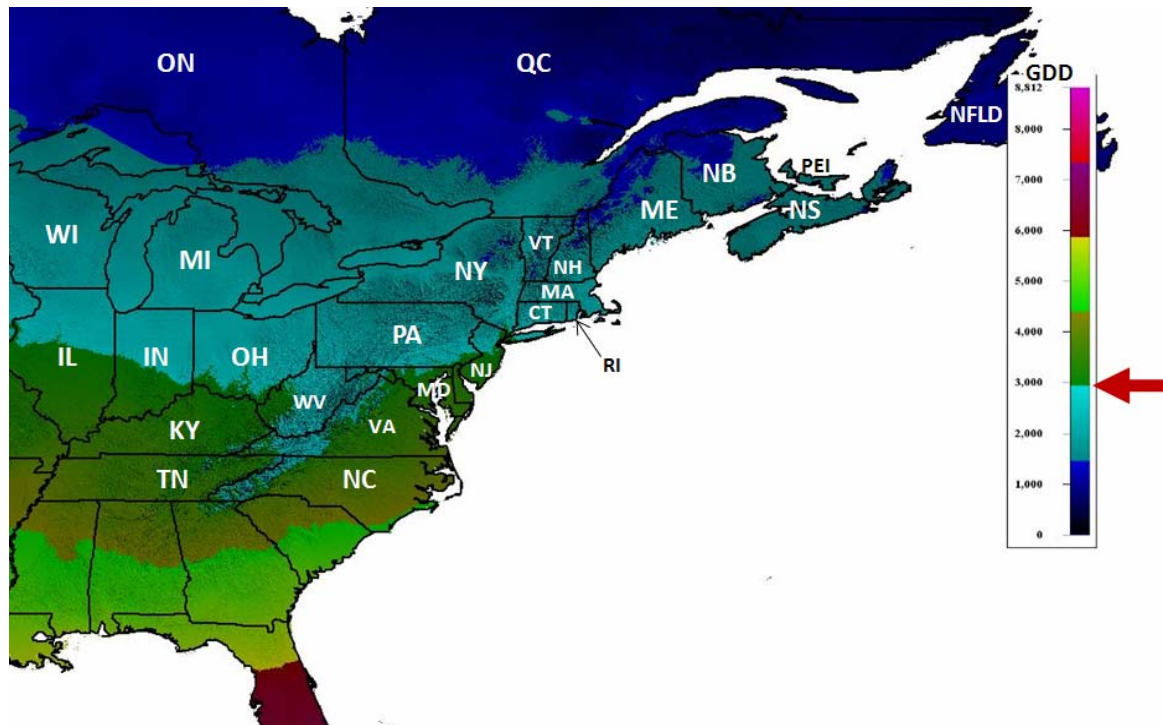 ON
QC
GDD
8,812
NFLD
8,000
PEI
NB
7,000
ME
NS
WI
MI
VT
NY
NH
6,000
MA
CT
5,000
PA
RI
4,000
IL
IN
OH
NJ
MD
3,000
WV
VA
KY
2,000
TN
NC
1,000
0